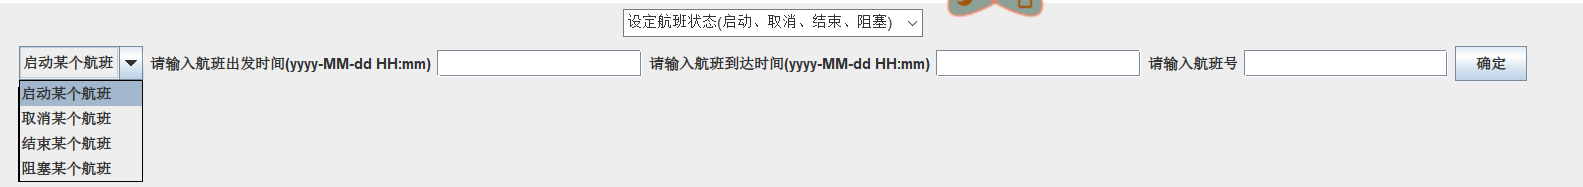 设定航班状态(启动、取消、结束、阻塞)
启动某个航班 请输入航班出发时间(yyyy-MM-dd HH:mm) 请输入航班到达时间(yyyy-MM-dd HH:mm) 请输入航班号 确定
启动某个航班
取消某个航班
结束某个航班
阻塞某个航班